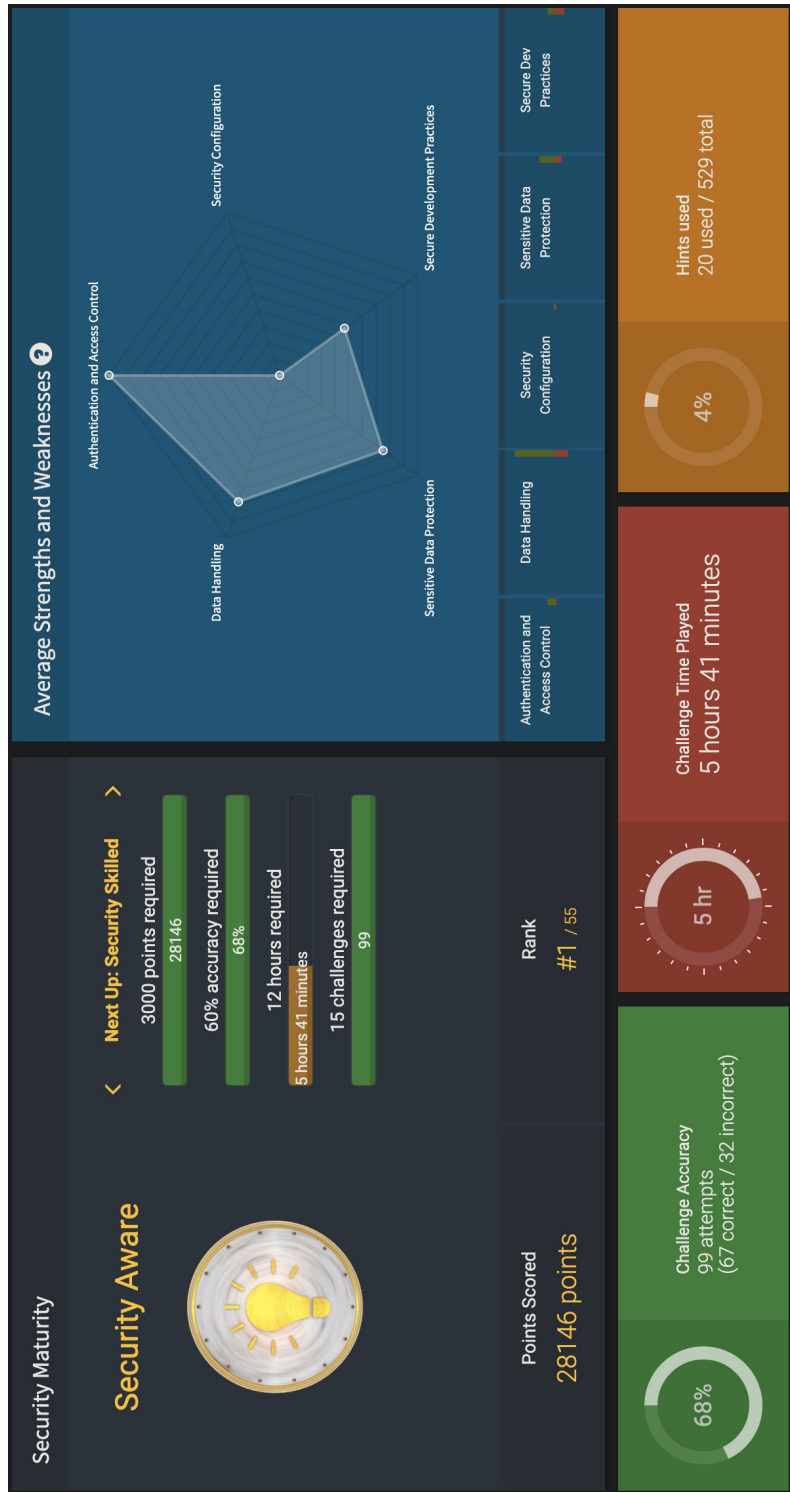 Security Maturity
Security Aware
Next Up: Security Skilled
3000 points required
28146
60% accuracy required
68%
12 hours required
5 hours 41 minutes
15 challenges required
99
Points Scored
28146 points
Rank
#1 / 55
Average Strengths and Weaknesses ?
Authentication and Access Control
Security Configuration
Data Handling
Secure Development Practices
Sensitive Data Protection
Authentication and
Access Control
Data Handling
Security
Configuration
Sensitive Data
Protection
Secure Dev
Practices
68%
Challenge Accuracy
99 attempts
(67 correct / 32 incorrect)
5 hr
Challenge Time Played
5 hours 41 minutes
4%
Hints used
20 used / 529 total